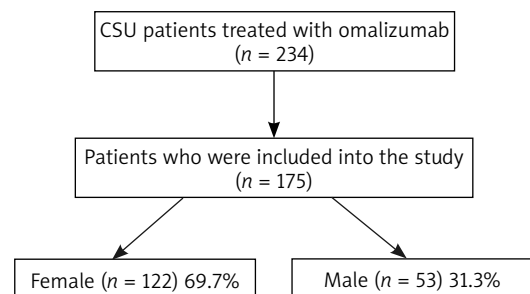 CSU patients treated with omalizumab
(n = 234)
Patients who were included into the study
(n = 175)
Female (n = 122) 69.7%
Male (n = 53) 31.3%